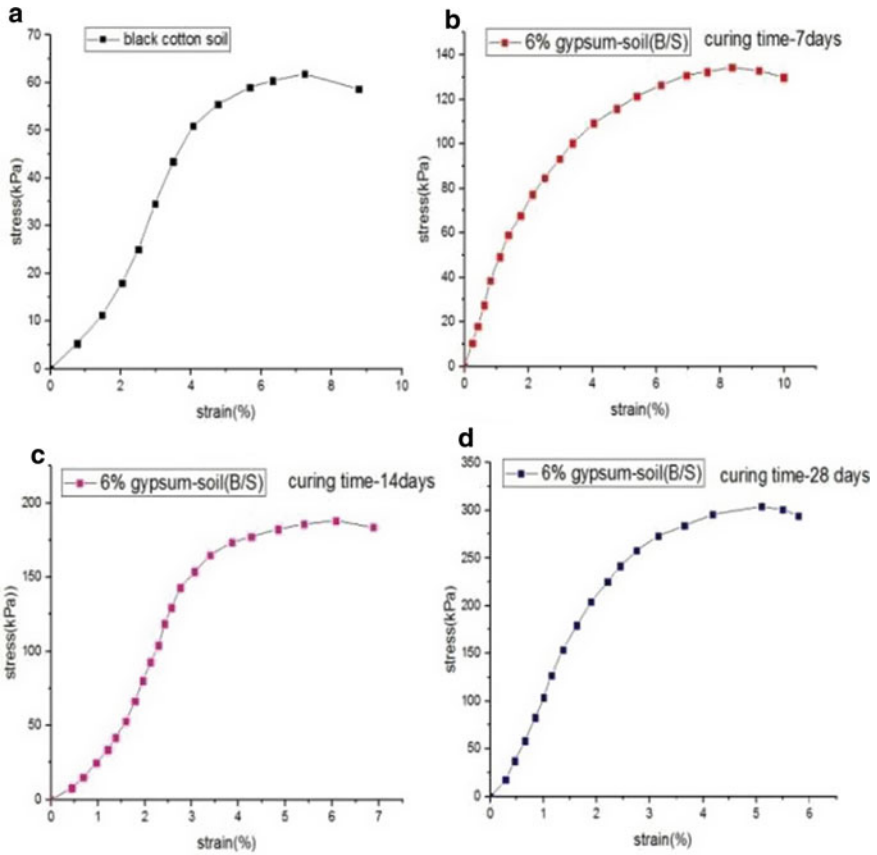 a
black cotton soil
70
60
50
40
30
20
10
0
stress(kPa)
0 2 4 6 8 10
strain(%)
b
6% gypsum-soil(B/S) curing time-7days
140
120
100
80
60
40
20
0
stress(kPa)
0 2 4 6 8 10
strain(%)
c
6% gypsum-soil(B/S) curing time-14days
200
150
100
50
0
stress(kPa))
0 1 2 3 4 5 6 7
strain(%)
d
6% gypsum-soil(B/S) curing time-28 days
350
300
250
200
150
100
50
0
stress(kPa)
0 1 2 3 4 5 6
strain(%)